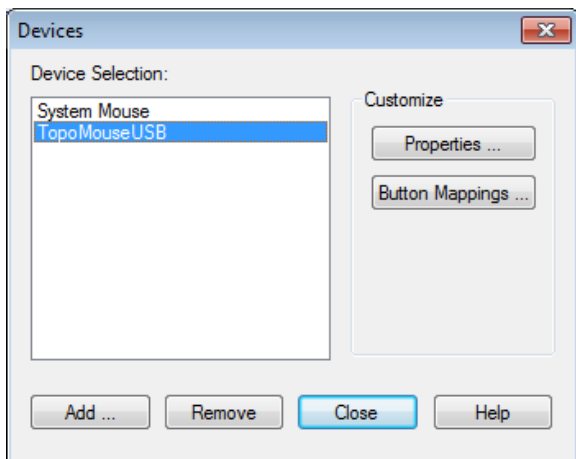 Devices
Device Selection:
System Mouse
TopoMouseUSB
Customize
Properties ...
Button Mappings ...
Add ...
Remove
Close
Help